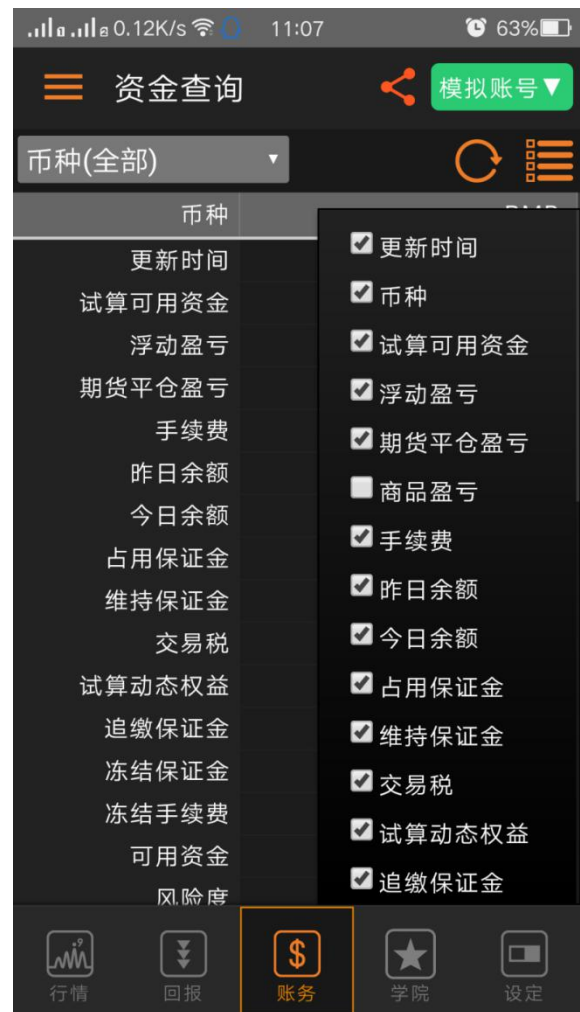 0.12K/s 11:07 63%
资金查询 模拟账号▼
币种(全部) ▼
币种
更新时间
试算可用资金
浮动盈亏
期货平仓盈亏
手续费
昨日余额
今日余额
占用保证金
维持保证金
交易税
试算动态权益
追缴保证金
冻结保证金
冻结手续费
可用资金
风险度
更新时间
币种
试算可用资金
浮动盈亏
期货平仓盈亏
商品盈亏
手续费
昨日余额
今日余额
占用保证金
维持保证金
交易税
试算动态权益
追缴保证金
行情 回报 账务 学院 设定